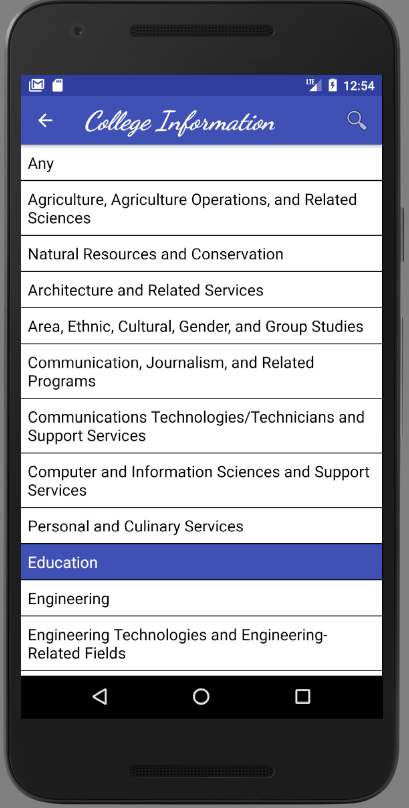 LTE 12:54
College Information
Any
Agriculture, Agriculture Operations, and Related
Sciences
Natural Resources and Conservation
Architecture and Related Services
Area, Ethnic, Cultural, Gender, and Group Studies
Communication, Journalism, and Related
Programs
Communications Technologies/Technicians and
Support Services
Computer and Information Sciences and Support
Services
Personal and Culinary Services
Education
Engineering
Engineering Technologies and Engineering-
Related Fields